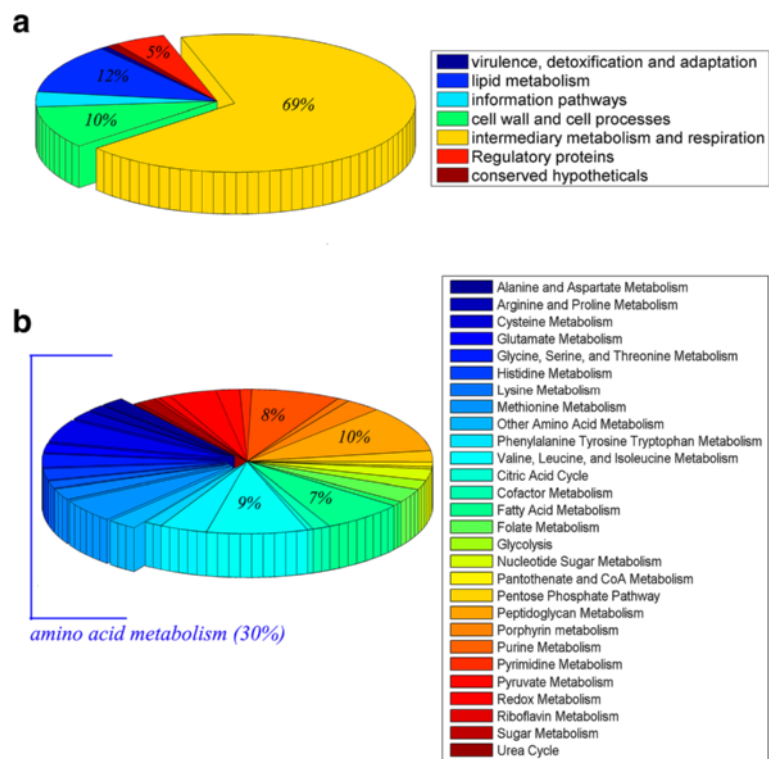 a
5%
12%
10%
69%
virulence, detoxification and adaptation
lipid metabolism
information pathways
cell wall and cell processes
intermediary metabolism and respiration
Regulatory proteins
conserved hypotheticals
b
8%
10%
7%
9%
amino acid metabolism (30%)
Alanine and Aspartate Metabolism
Arginine and Proline Metabolism
Cysteine Metabolism
Glutamate Metabolism
Glycine, Serine, and Threonine Metabolism
Histidine Metabolism
Lysine Metabolism
Methionine Metabolism
Other Amino Acid Metabolism
Phenylalanine Tyrosine Tryptophan Metabolism
Valine, Leucine, and Isoleucine Metabolism
Citric Acid Cycle
Cofactor Metabolism
Fatty Acid Metabolism
Folate Metabolism
Glycolysis
Nucleotide Sugar Metabolism
Pantothenate and CoA Metabolism
Pentose Phosphate Pathway
Peptidoglycan Metabolism
Porphyrin metabolism
Purine Metabolism
Pyrimidine Metabolism
Pyruvate Metabolism
Redox Metabolism
Riboflavin Metabolism
Sugar Metabolism
Urea Cycle